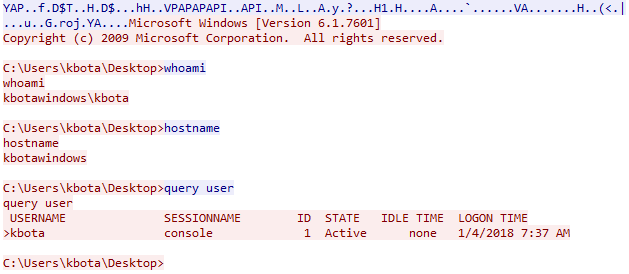 YAP..f.D$T..H.D$...hH..VPAPAPAPI..API..M..L..A.y.?...H1.H....A....`......VA.......H..(<.
...u..G.roj.YA....Microsoft Windows [Version 6.1.7601]
Copyright (c) 2009 Microsoft Corporation.  All rights reserved.
C:\Users\kbota\Desktop>whoami
whoami
kbotawindows\kbota
C:\Users\kbota\Desktop>hostname
hostname
kbotawindows
C:\Users\kbota\Desktop>query user
query user
 USERNAME              SESSIONNAME        ID  STATE   IDLE TIME  LOGON TIME
>kbota                 console             1  Active      none   1/4/2018 7:37 AM
C:\Users\kbota\Desktop>